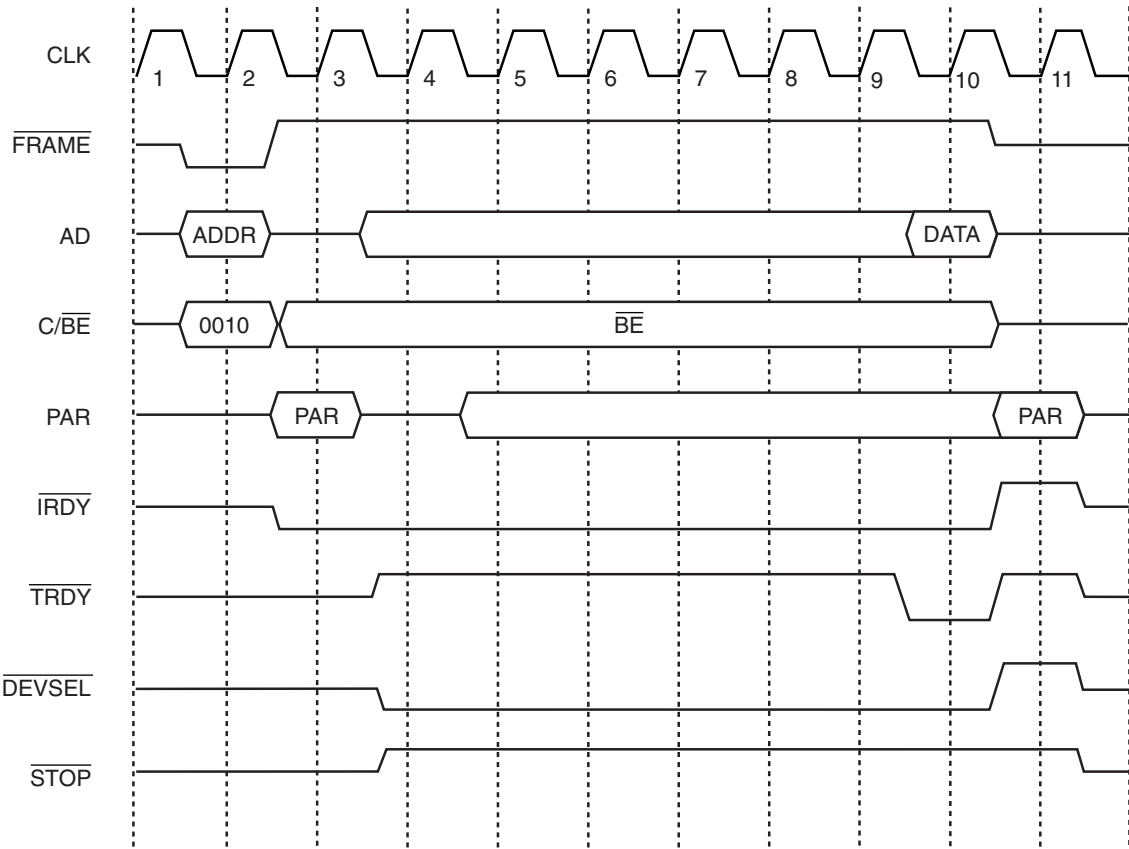 CLK
1 2 3 4 5 6 7 8 9 10 11
FRAME
AD ADDR DATA
C/BE 0010 BE
PAR PAR PAR
IRDY
TRDY
DEVSEL
STOP